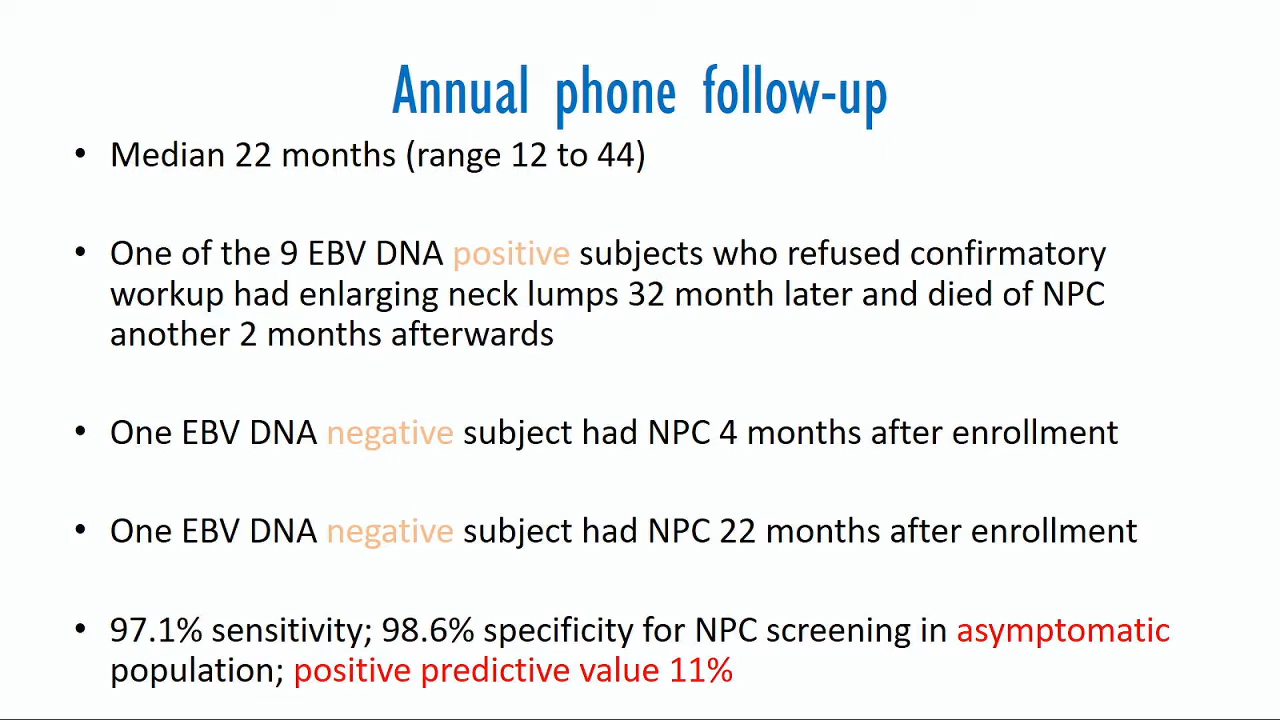 Annual phone follow-up
• Median 22 months (range 12 to 44)
• One of the 9 EBV DNA positive subjects who refused confirmatory
workup had enlarging neck lumps 32 month later and died of NPC
another 2 months afterwards
• One EBV DNA negative subject had NPC 4 months after enrollment
• One EBV DNA negative subject had NPC 22 months after enrollment
• 97.1% sensitivity; 98.6% specificity for NPC screening in asymptomatic
population; positive predictive value 11%